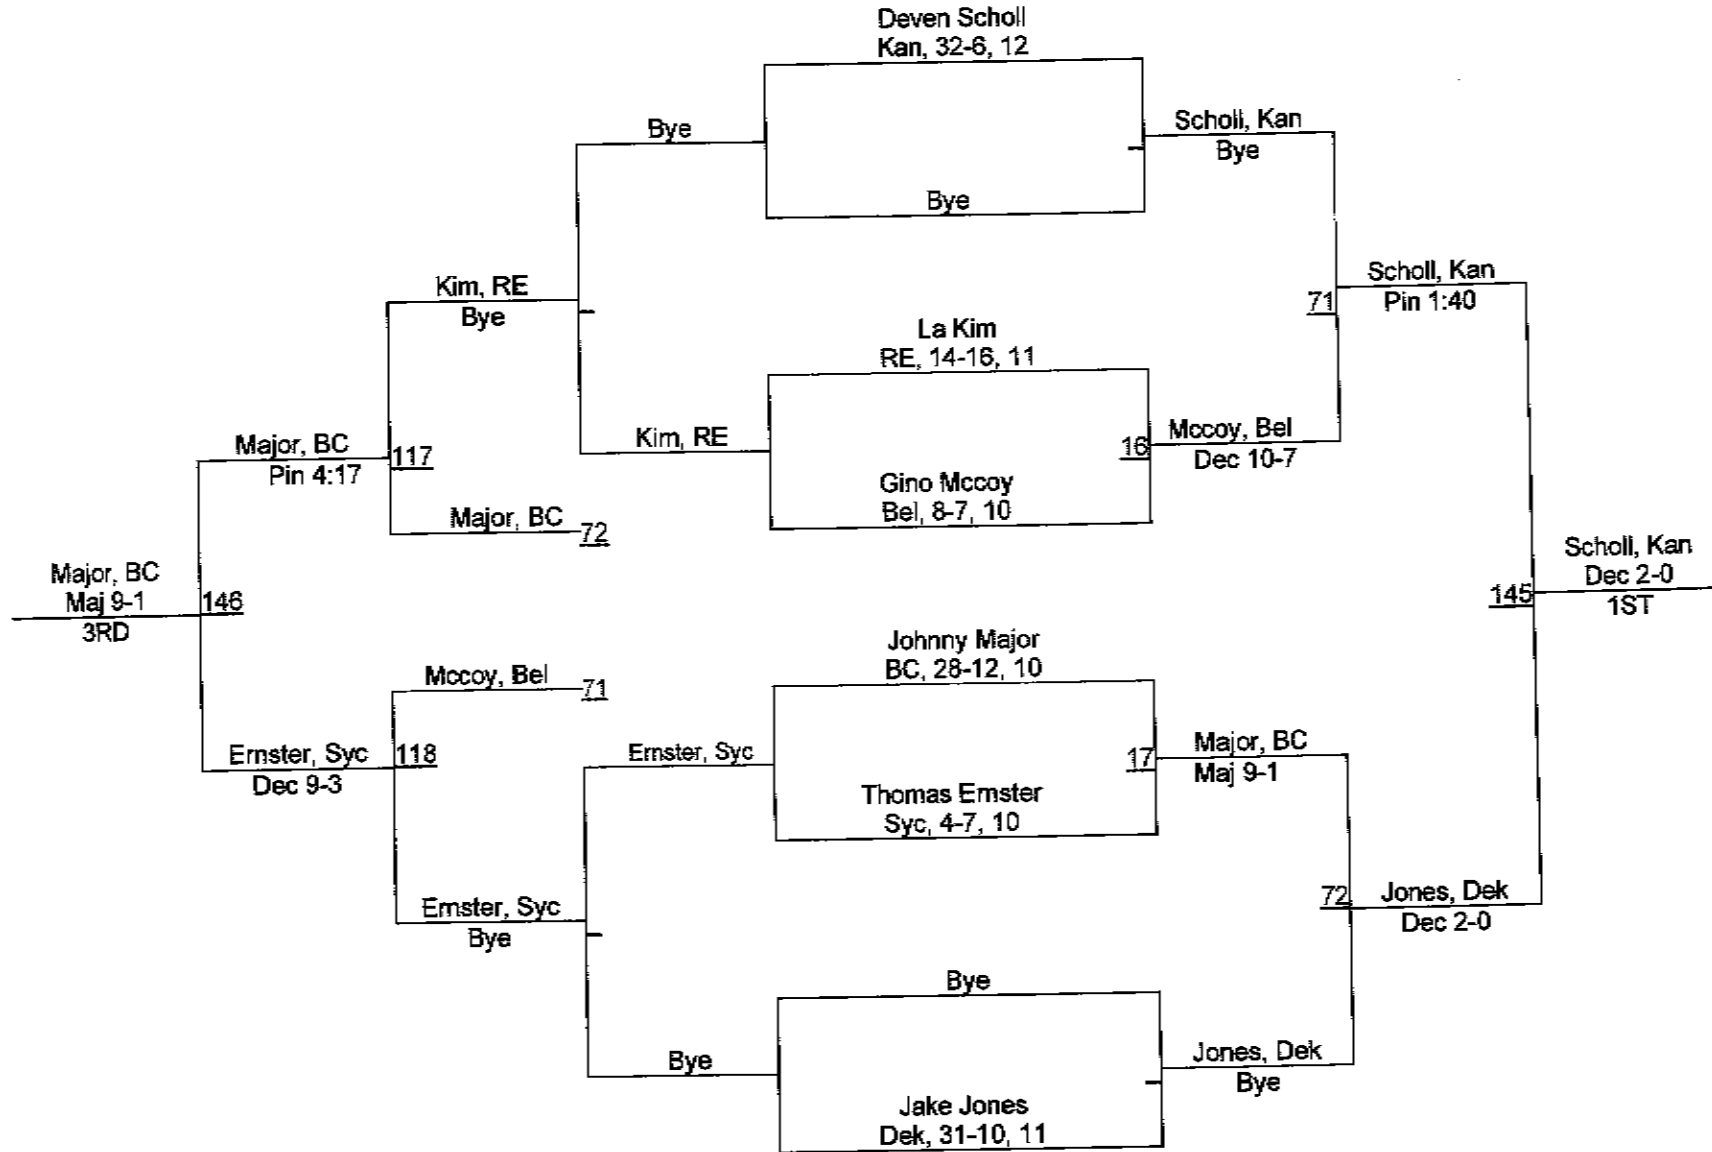 Deven Scholl
Kan, 32-6, 12
Bye
Scholl, Kan
Bye
Bye
Kim, RE
Bye
Scholl, Kan
Pin 1:40
71
La Kim
RE, 14-16, 11
Major, BC
Pin 4:17
117
Kim, RE
16
Mccoy, Bel
Dec 10-7
Gino Mccoy
Bel, 8-7, 10
Major, BC
72
Major, BC
Maj 9-1
3RD
146
Scholl, Kan
Dec 2-0
1ST
145
Johnny Major
BC, 28-12, 10
Mccoy, Bel
71
Ernster, Syc
Dec 9-3
118
Ernster, Syc
17
Major, BC
Maj 9-1
Thomas Ernster
Syc, 4-7, 10
Ernster, Syc
Bye
72
Jones, Dek
Dec 2-0
Bye
Bye
Jones, Dek
Bye
Jake Jones
Dek, 31-10, 11